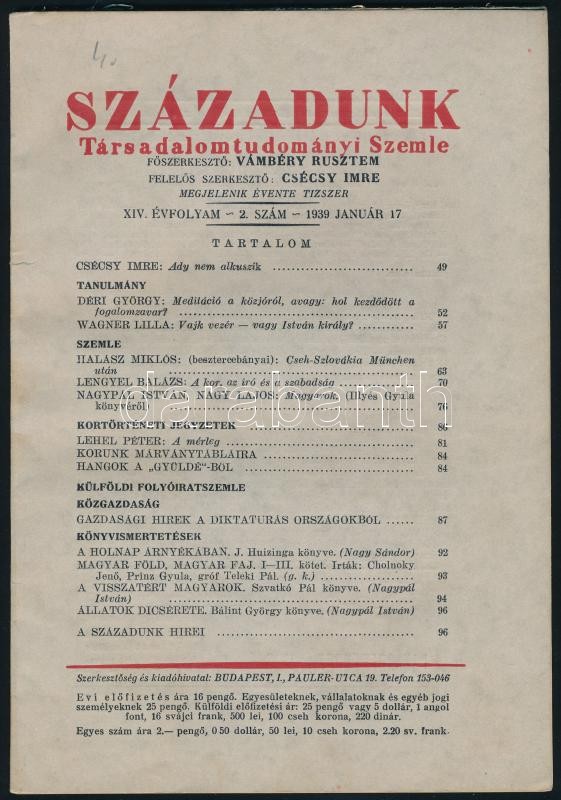 4.
SZÁZADUNK
Társadalomtudományi Szemle
FŐSZERKESZTŐ: VÁMBÉRY RUSZTEM
FELELŐS SZERKESZTŐ: CSÉCSY IMRE
MEGJELENIK ÉVENTE TIZSZER
XIV. ÉVFOLYAM – 2. SZÁM – 1939 JANUÁR 17
TARTALOM
CSÉCSY IMRE: Ady nem alkuszik ........ 49
TANULMÁNY
DÉRI GYÖRGY: Meditáció a közjóról, avagy: hol kezdődött a
fogalomzavar? ........ 52
WAGNER LILLA: Vajk vezér — vagy István király? ........ 57
SZEMLE
HALÁSZ MIKLÓS: (besztercebányai): Cseh-Szlovákia München
után ........ 63
LENGYEL BALÁZS: A kor, az író és a szabadság ........ 70
NAGYPÁL ISTVÁN, NAGY LAJOS: Magyarok, (Illyés Gyula
könyvéről) ........ 76
KORTÖRTÉNETI JEGYZETEK ........ 80
LEHEL PÉTER: A mérleg ........ 81
KORUNK MÁRVÁNYTÁBLÁIRA ........ 84
HANGOK A „GYÜLDÉ"-BŐL ........ 84
KÜLFÖLDI FOLYÓIRATSZEMLE
KÖZGAZDASÁG
GAZDASÁGI HIREK A DIKTATURÁS ORSZÁGOKBÓL ...... 87
KÖNYVISMERTETÉSEK
A HOLNAP ÁRNYÉKÁBAN. J. Huizinga könyve. (Nagy Sándor) 92
MAGYAR FÖLD, MAGYAR FAJ. I—III. kötet. Irták: Cholnoky
Jenő, Prinz Gyula, gróf Teleki Pál. (g. k.) ........ 93
A VISSZATÉRT MAGYAROK. Szvatkó Pál könyve. (Nagypál
István) ........ 94
ÁLLATOK DICSÉRETE. Bálint György könyve. (Nagypál István) 96
A SZÁZADUNK HIREI ........ 96
darabanth
Szerkesztőség és kiadóhivatal: BUDAPEST, I., PAULER-UTCA 19. Telefon 153-046
Evi előfizetés ára 16 pengő. Egyesületeknek, vállalatoknak és egyéb jogi
személyeknek 25 pengő. Külföldi előfizetési ár: 25 pengő vagy 5 dollár, 1 angol
font, 16 svájci frank, 500 lei, 100 cseh korona, 220 dinár.
Egyes szám ára 2.— pengő, 0 50 dollár, 50 lei, 10 cseh korona, 2.20 sv. frank.